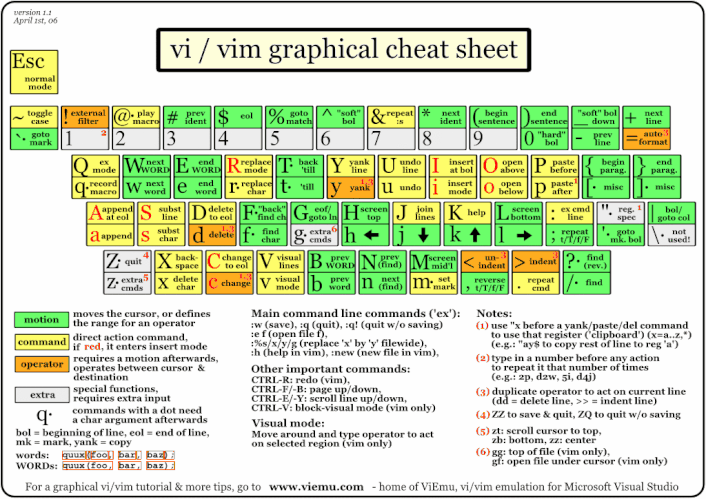 version 1.1
April 1st, 06
vi / vim graphical cheat sheet
Esc
normal
mode
~ toggle case
! external filter 2
@· play macro
# prev ident
$ eol
% goto match
^ "soft" bol
& repeat :s
* next ident
( begin sentence
) end sentence
_ "soft" bol down
+ next line
`· goto mark
1
2
3
4
5
6
7
8
9
0 "hard" bol
- prev line
= auto format 3
Q ex mode
W next WORD
E end WORD
R replace mode
T· back 'till
Y yank line
U undo line
I insert at bol
O open above
P paste before
{ begin parag.
} end parag.
q· record macro
w next word
e end word
r· replace char
t· 'till
y yank 1,3
u undo
i insert mode
o open below
p paste after 1
[· misc
]· misc
A append at eol
S subst line
D delete to eol
F· "back" find ch
G eof/ goto ln
H screen top
J join lines
K help
L screen bottom
: ex cmd line
"· reg. spec 1
| bol/ goto col
a append
s subst char
d delete 1,3
f· find char
g· extra cmds 6
h ←
j ↓
k ↑
l →
; repeat t/T/f/F
'· goto mk. bol
\· not used!
Z· quit 4
X back-space
C change to eol
V visual lines
B prev WORD
N prev (find)
M screen mid'l
< un-indent 3
> indent 3
?· find (rev.)
z· extra cmds 5
x delete char
c change 1,3
v visual mode
b prev word
n next (find)
m· set mark
, reverse t/T/f/F
. repeat cmd
/· find
motion moves the cursor, or defines
the range for an operator
command direct action command,
if red, it enters insert mode
operator requires a motion afterwards,
operates between cursor &
destination
extra special functions,
requires extra input
q· commands with a dot need
a char argument afterwards
bol = beginning of line, eol = end of line,
mk = mark, yank = copy
words: quux(foo, bar, baz);
WORDs: quux(foo, bar, baz);
Main command line commands ('ex'):
:w (save), :q (quit), :q! (quit w/o saving)
:e f (open file f),
:%s/x/y/g (replace 'x' by 'y' filewide),
:h (help in vim), :new (new file in vim),
Other important commands:
CTRL-R: redo (vim),
CTRL-F/-B: page up/down,
CTRL-E/-Y: scroll line up/down,
CTRL-V: block-visual mode (vim only)
Visual mode:
Move around and type operator to act
on selected region (vim only)
Notes:
(1) use "x before a yank/paste/del command
to use that register ('clipboard') (x=a..z,*)
(e.g.: "ay$ to copy rest of line to reg 'a')
(2) type in a number before any action
to repeat it that number of times
(e.g.: 2p, d2w, 5i, d4j)
(3) duplicate operator to act on current line
(dd = delete line, >> = indent line)
(4) ZZ to save & quit, ZQ to quit w/o saving
(5) zt: scroll cursor to top,
zb: bottom, zz: center
(6) gg: top of file (vim only),
gf: open file under cursor (vim only)
For a graphical vi/vim tutorial & more tips, go to www.viemu.com - home of ViEmu, vi/vim emulation for Microsoft Visual Studio